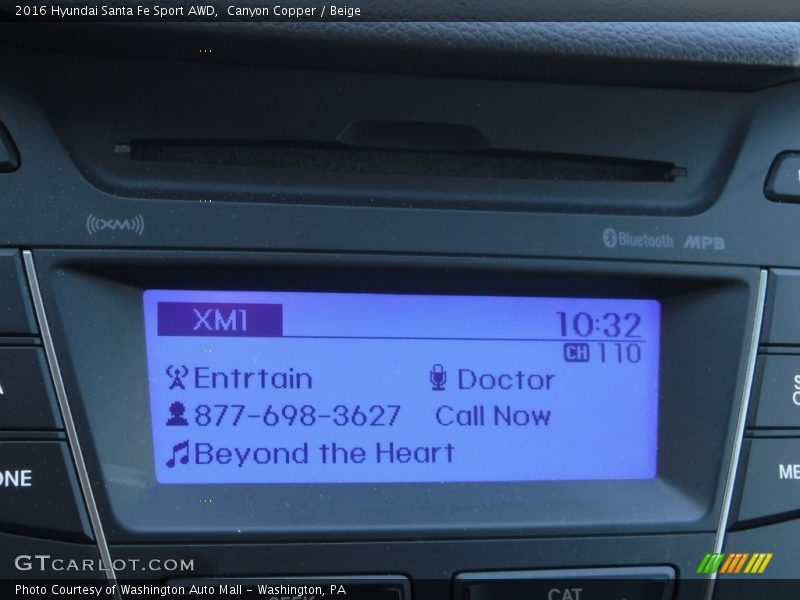 2016 Hyundai Santa Fe Sport AWD, Canyon Copper / Beige
((XM))
Bluetooth MP3
XM1 10:32
CH 110
Entrtain Doctor
877-698-3627 Call Now
Beyond the Heart
ONE
ME
CAT
GTCARLOT.COM
Photo Courtesy of Washington Auto Mall - Washington, PA